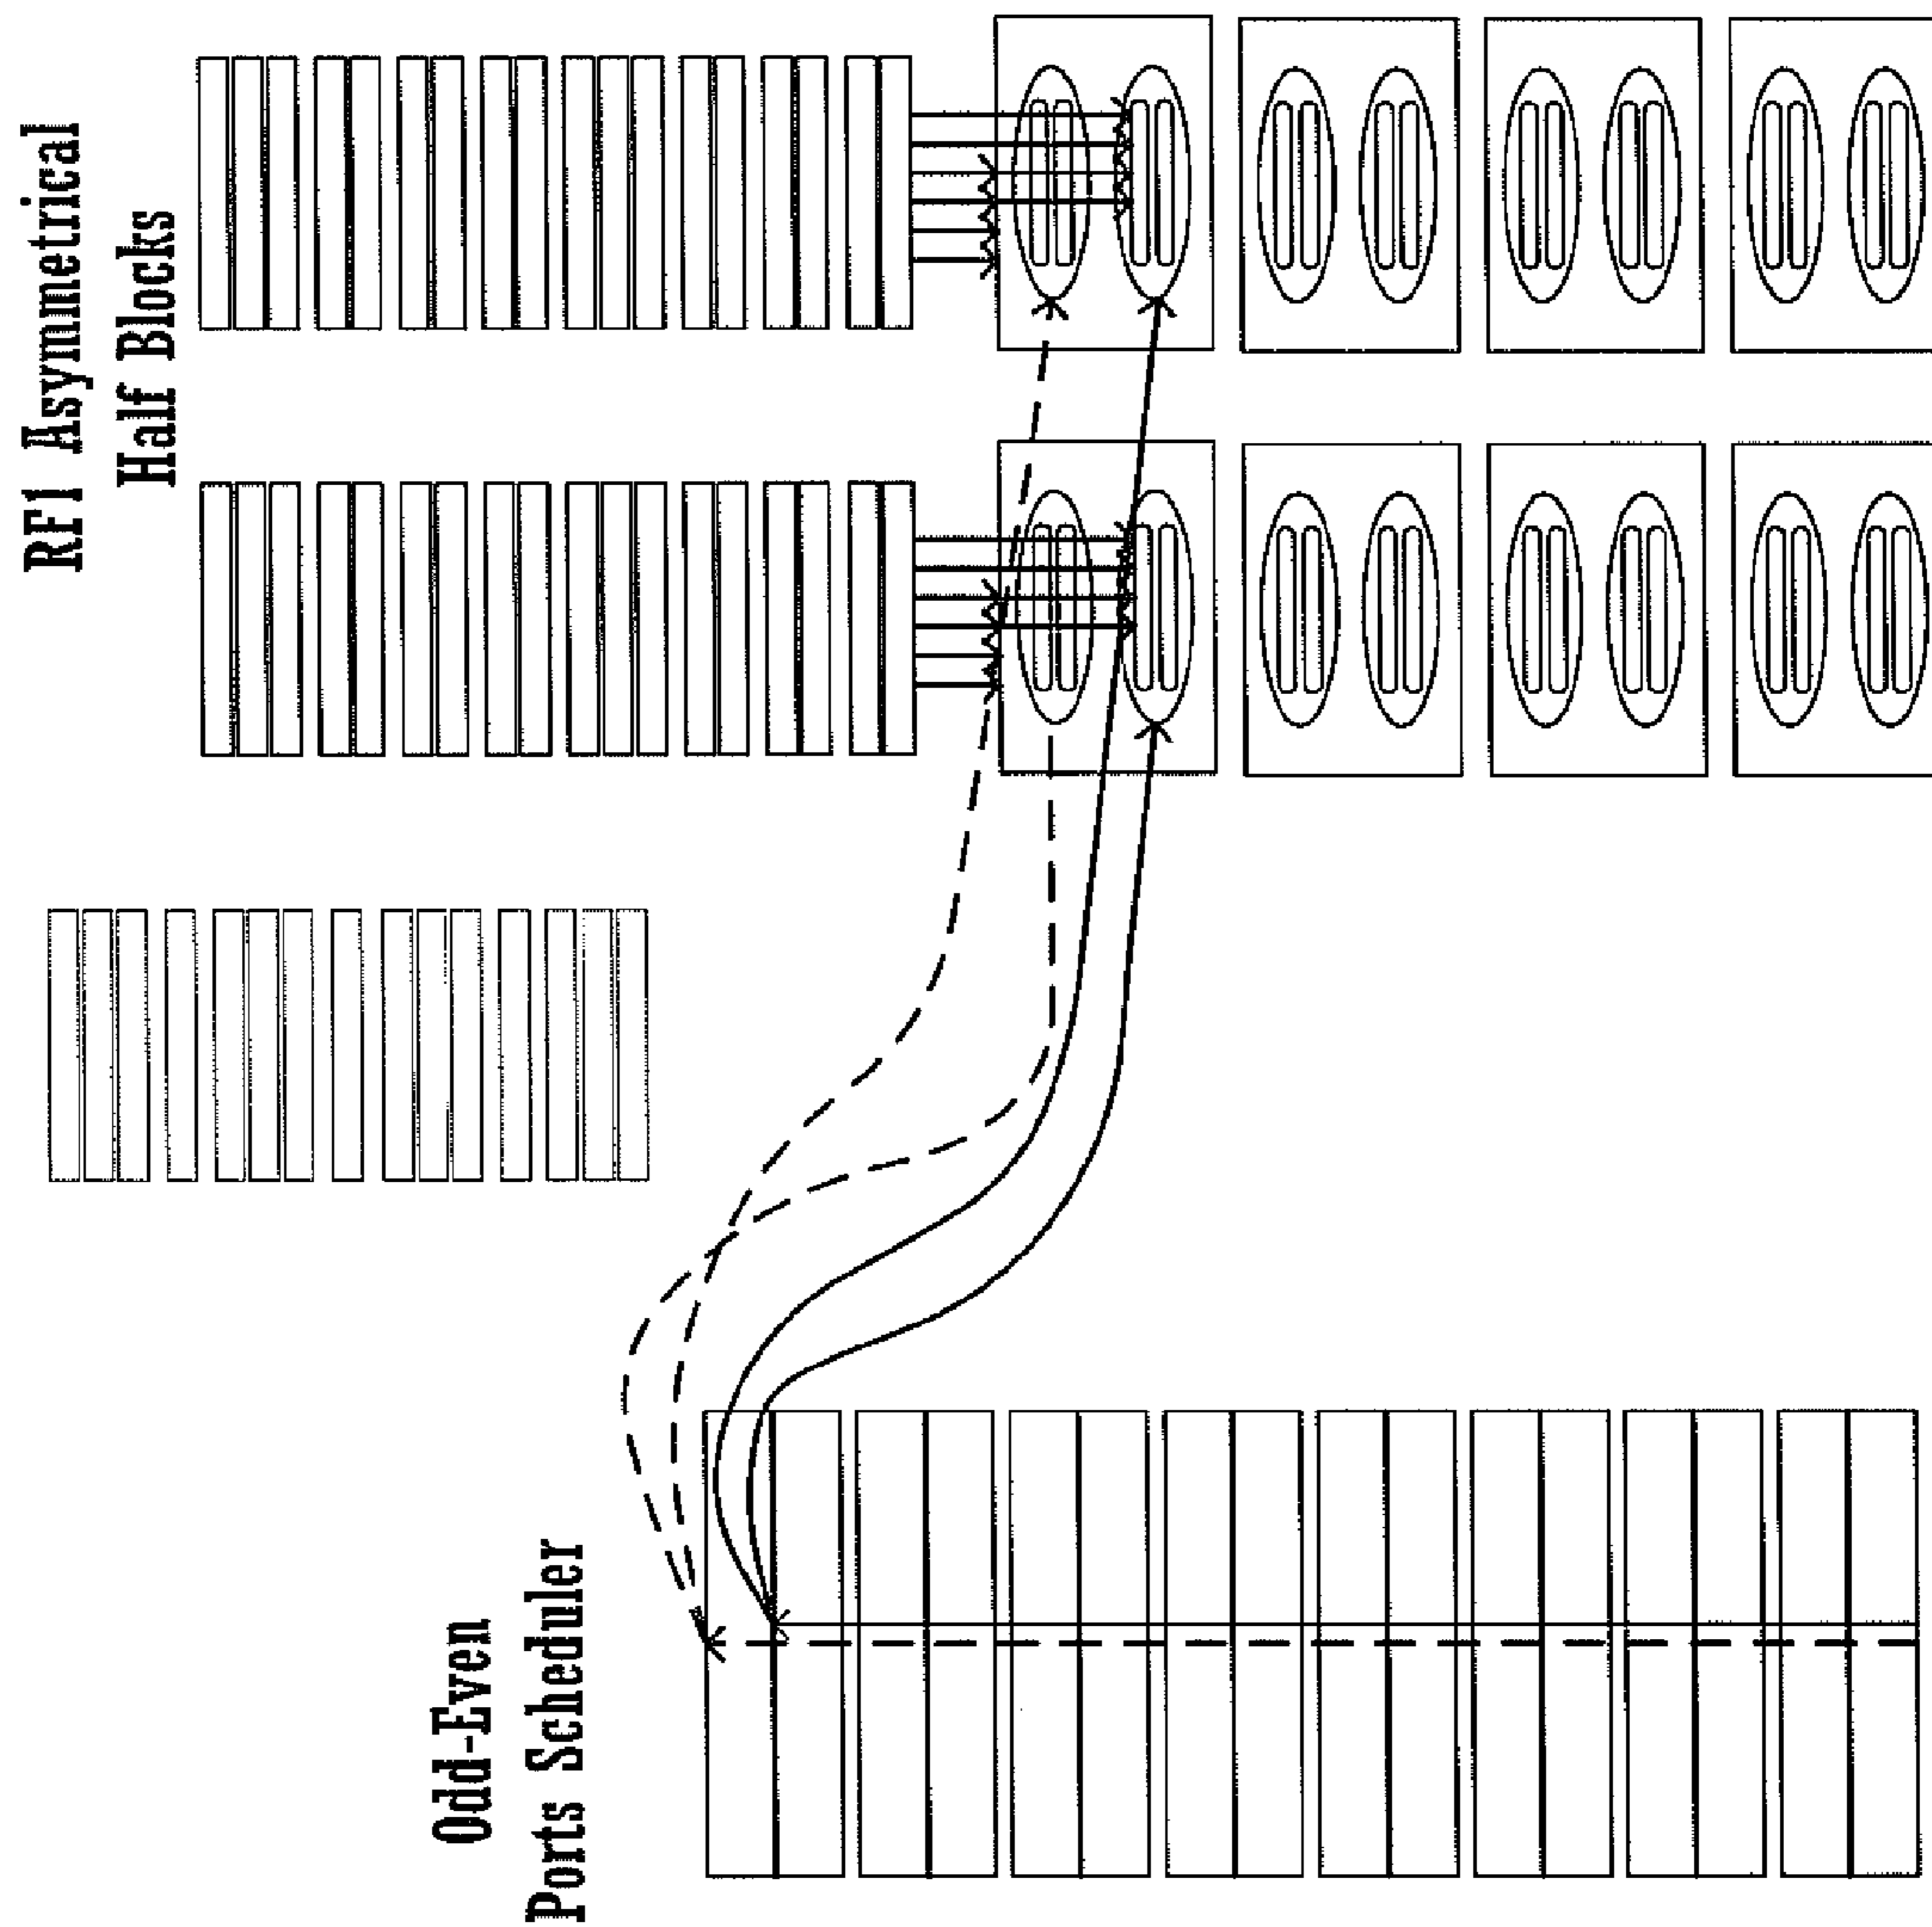 RF1 Asymmetrical
Half Blocks
Odd-Even
Ports Scheduler